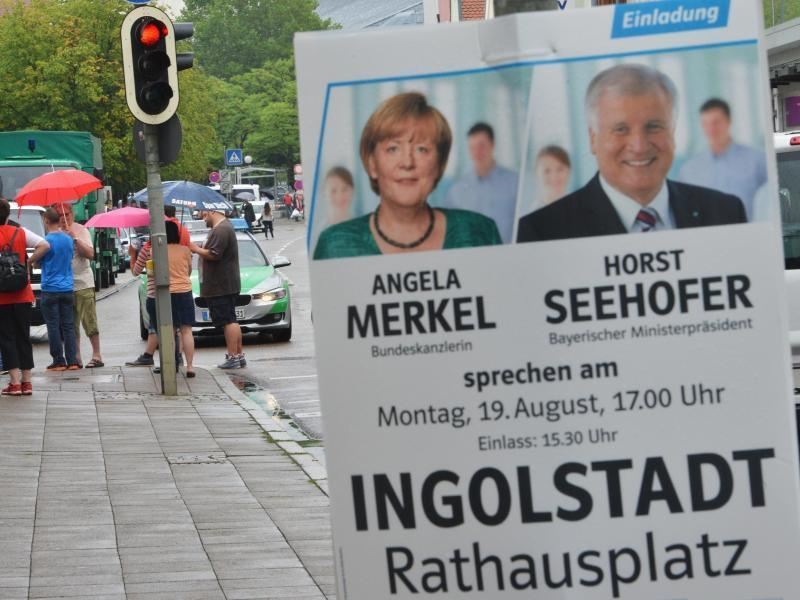 Einladung
ANGELA
MERKEL
Bundeskanzlerin
HORST
SEEHOFER
Bayerischer Ministerpräsident
sprechen am
Montag, 19. August, 17.00 Uhr
Einlass: 15.30 Uhr
INGOLSTADT
Rathausplatz